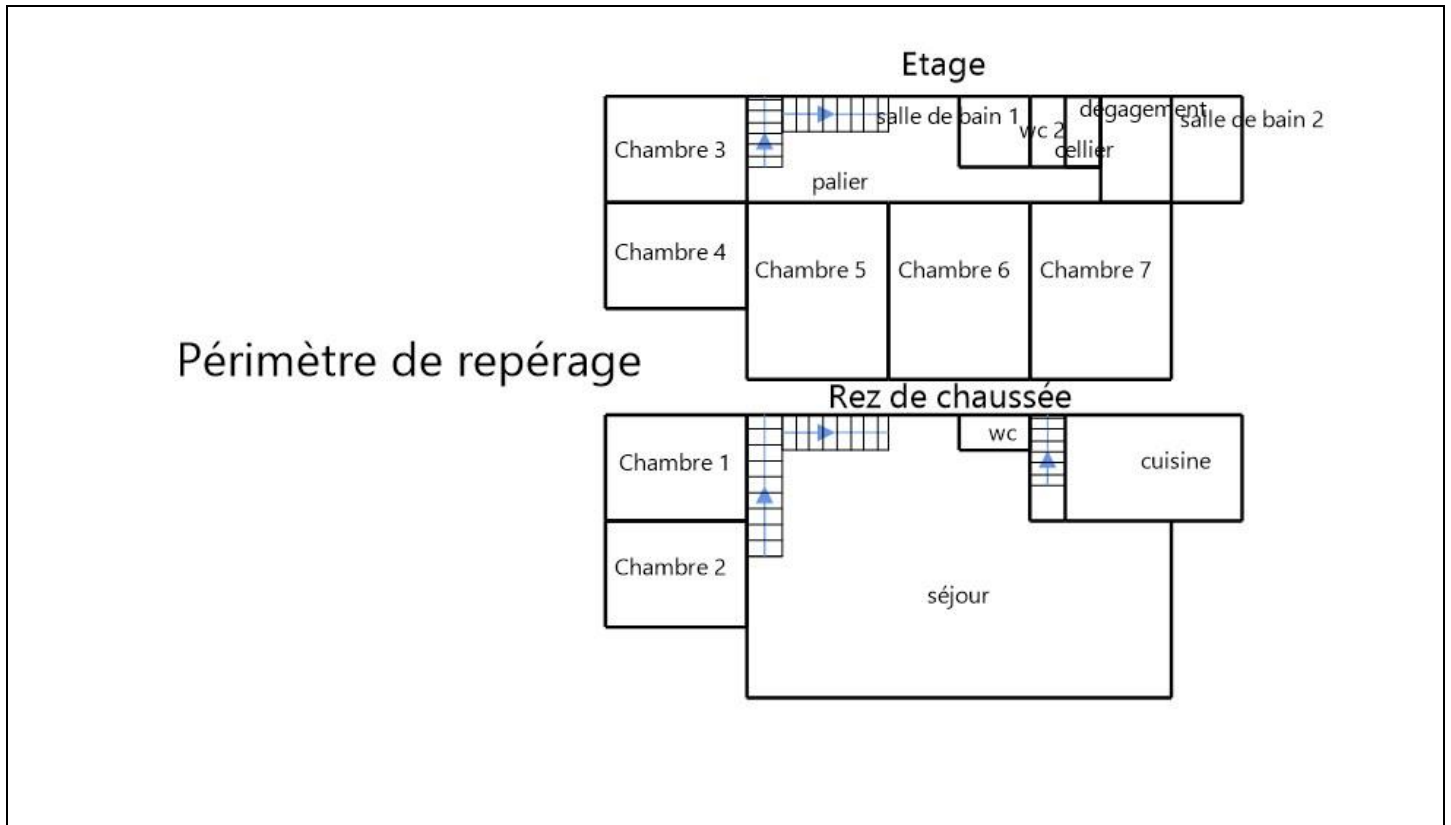 Etage
salle de bain 1
dégagement
salle de bain 2
wc 2
Chambre 3
cellier
palier
Chambre 4
Chambre 5
Chambre 6
Chambre 7
Périmètre de repérage
Rez de chaussée
wc
Chambre 1
cuisine
Chambre 2
séjour